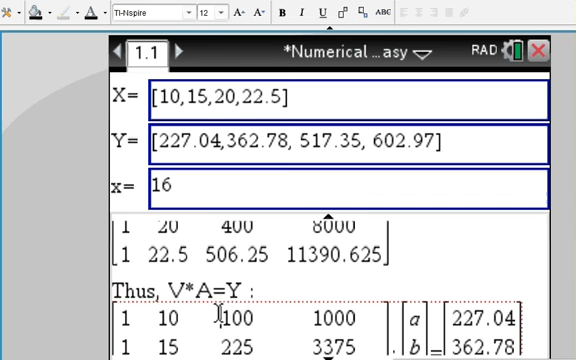 TI-Nspire 12 A+ A- B I U ABC
1.1 *Numerical ...asy RAD
X= [10,15,20,22.5]
Y= [227.04,362.78, 517.35, 602.97]
x= 16
1 20 400 8000
1 22.5 506.25 11390.625
Thus, V*A=Y :
1 10 100 1000 . a 227.04
1 15 225 3375 b = 362.78